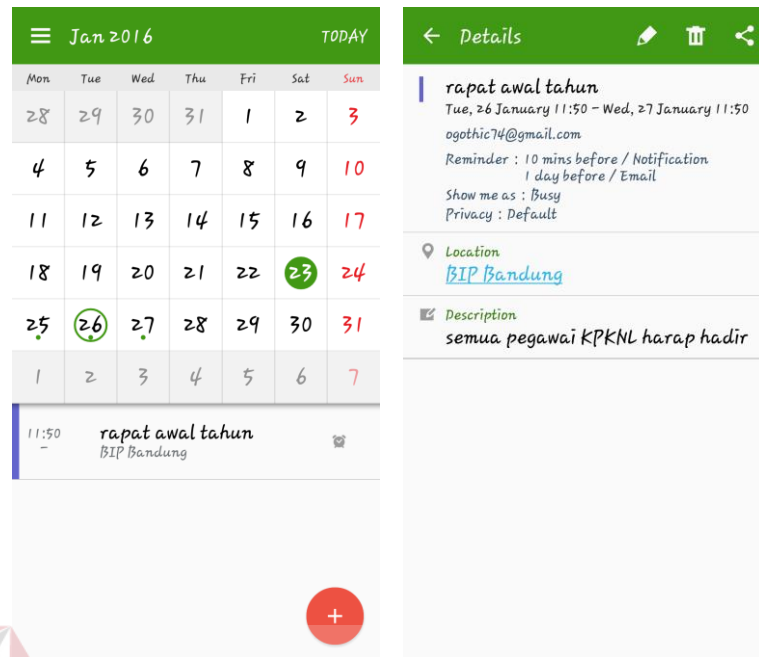 Jan 2016 TODAY
Mon Tue Wed Thu Fri Sat Sun
28 29 30 31 1 2 3
4 5 6 7 8 9 10
11 12 13 14 15 16 17
18 19 20 21 22 23 24
25 26 27 28 29 30 31
1 2 3 4 5 6 7
11:50 rapat awal tahun
– BIP Bandung
Details
rapat awal tahun
Tue, 26 January 11:50 – Wed, 27 January 11:50
ogothic74@gmail.com
Reminder : 10 mins before / Notification
1 day before / Email
Show me as : Busy
Privacy : Default
Location
BIP Bandung
Description
semua pegawai KPKNL harap hadir